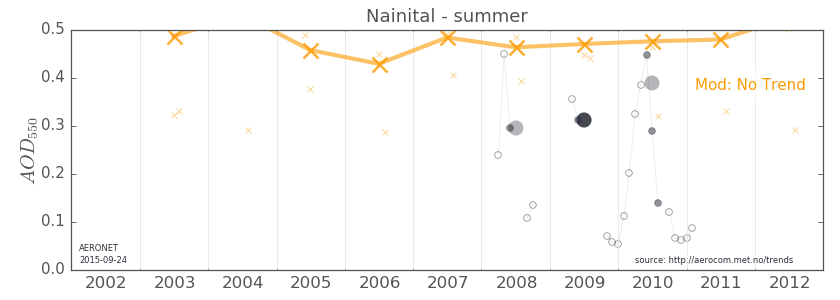 Nainital - summer
0.5
0.4
0.3
0.2
0.1
0.0
AOD550
Mod: No Trend
AERONET
2015-09-24
source: http://aerocom.met.no/trends
2002 2003 2004 2005 2006 2007 2008 2009 2010 2011 2012